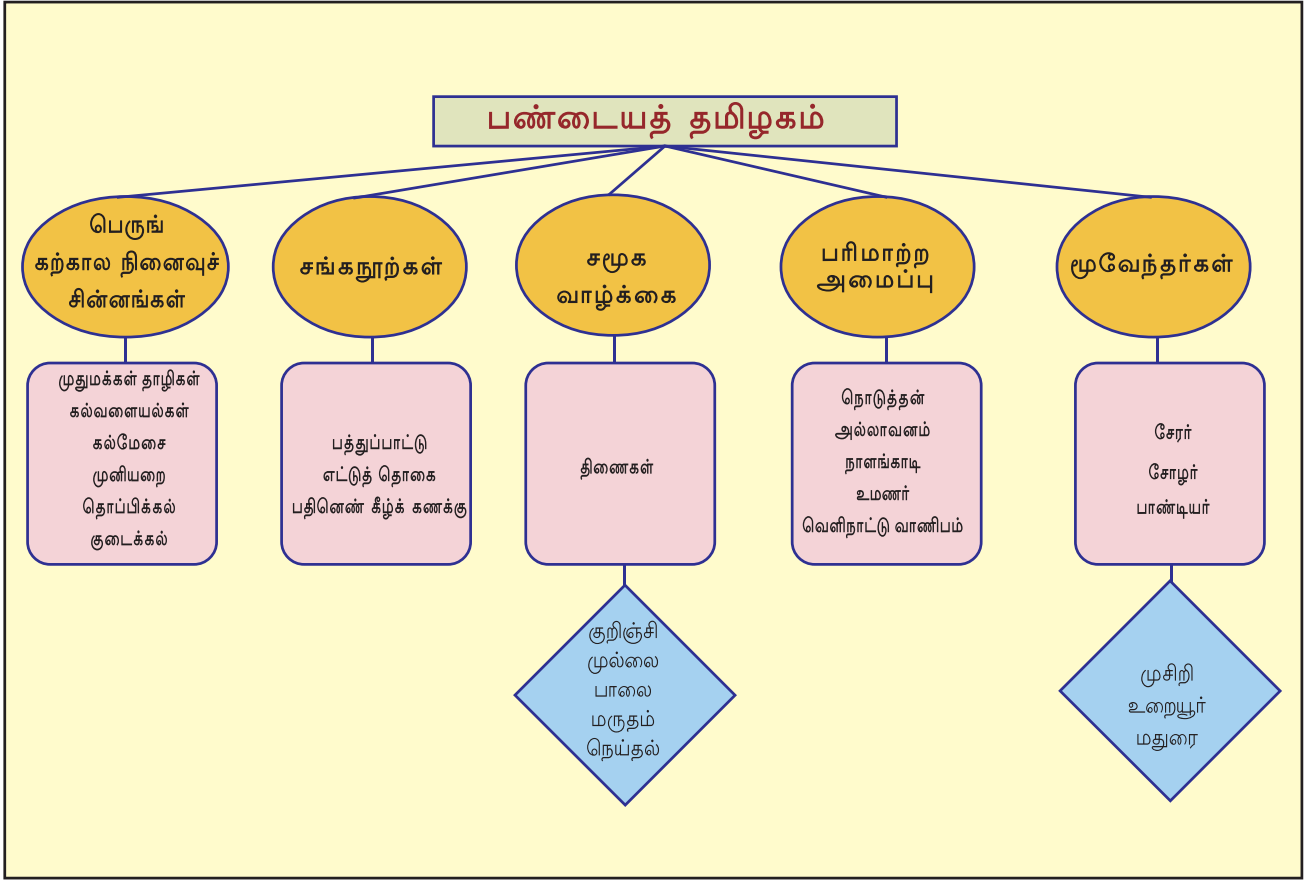 பண்டையத் தமிழகம்
பெருங்
கற்கால நினைவுச்
சின்னங்கள்
முதுமக்கள் தாழிகள்
கல்வளையல்கள்
கல்மேசை
முனியறை
தொப்பிக்கல்
குடைக்கல்
சங்கநூற்கள்
பத்துப்பாட்டு
எட்டுத் தொகை
பதினெண் கீழ்க் கணக்கு
சமூக
வாழ்க்கை
திணைகள்
குறிஞ்சி
முல்லை
பாலை
மருதம்
நெய்தல்
பரிமாற்ற
அமைப்பு
நொடுத்தன்
அல்லாவனம்
நாளங்காடி
உமணர்
வெளிநாட்டு வாணிபம்
மூவேந்தர்கள்
சேரர்
சோழர்
பாண்டியர்
முசிறி
உறையூர்
மதுரை